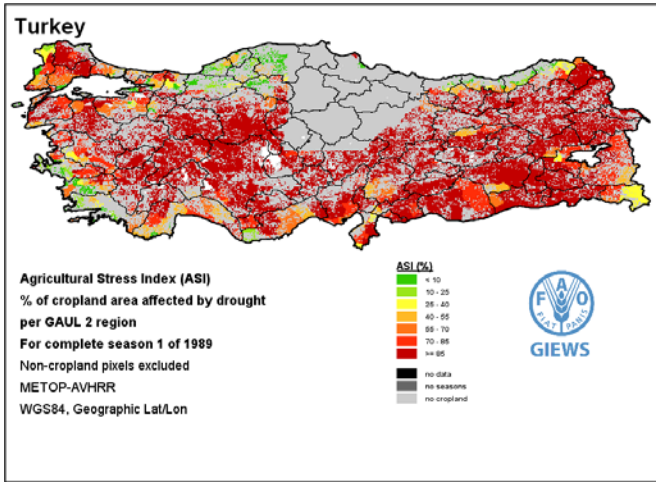 Turkey
Agricultural Stress Index (ASI)
% of cropland area affected by drought
per GAUL 2 region
For complete season 1 of 1989
Non-cropland pixels excluded
METOP-AVHRR
WGS84, Geographic Lat/Lon
ASI (%)
< 10
10 - 25
25 - 40
40 - 55
55 - 70
70 - 85
>= 85
no data
no seasons
no cropland
F A O
FIAT PANIS
GIEWS